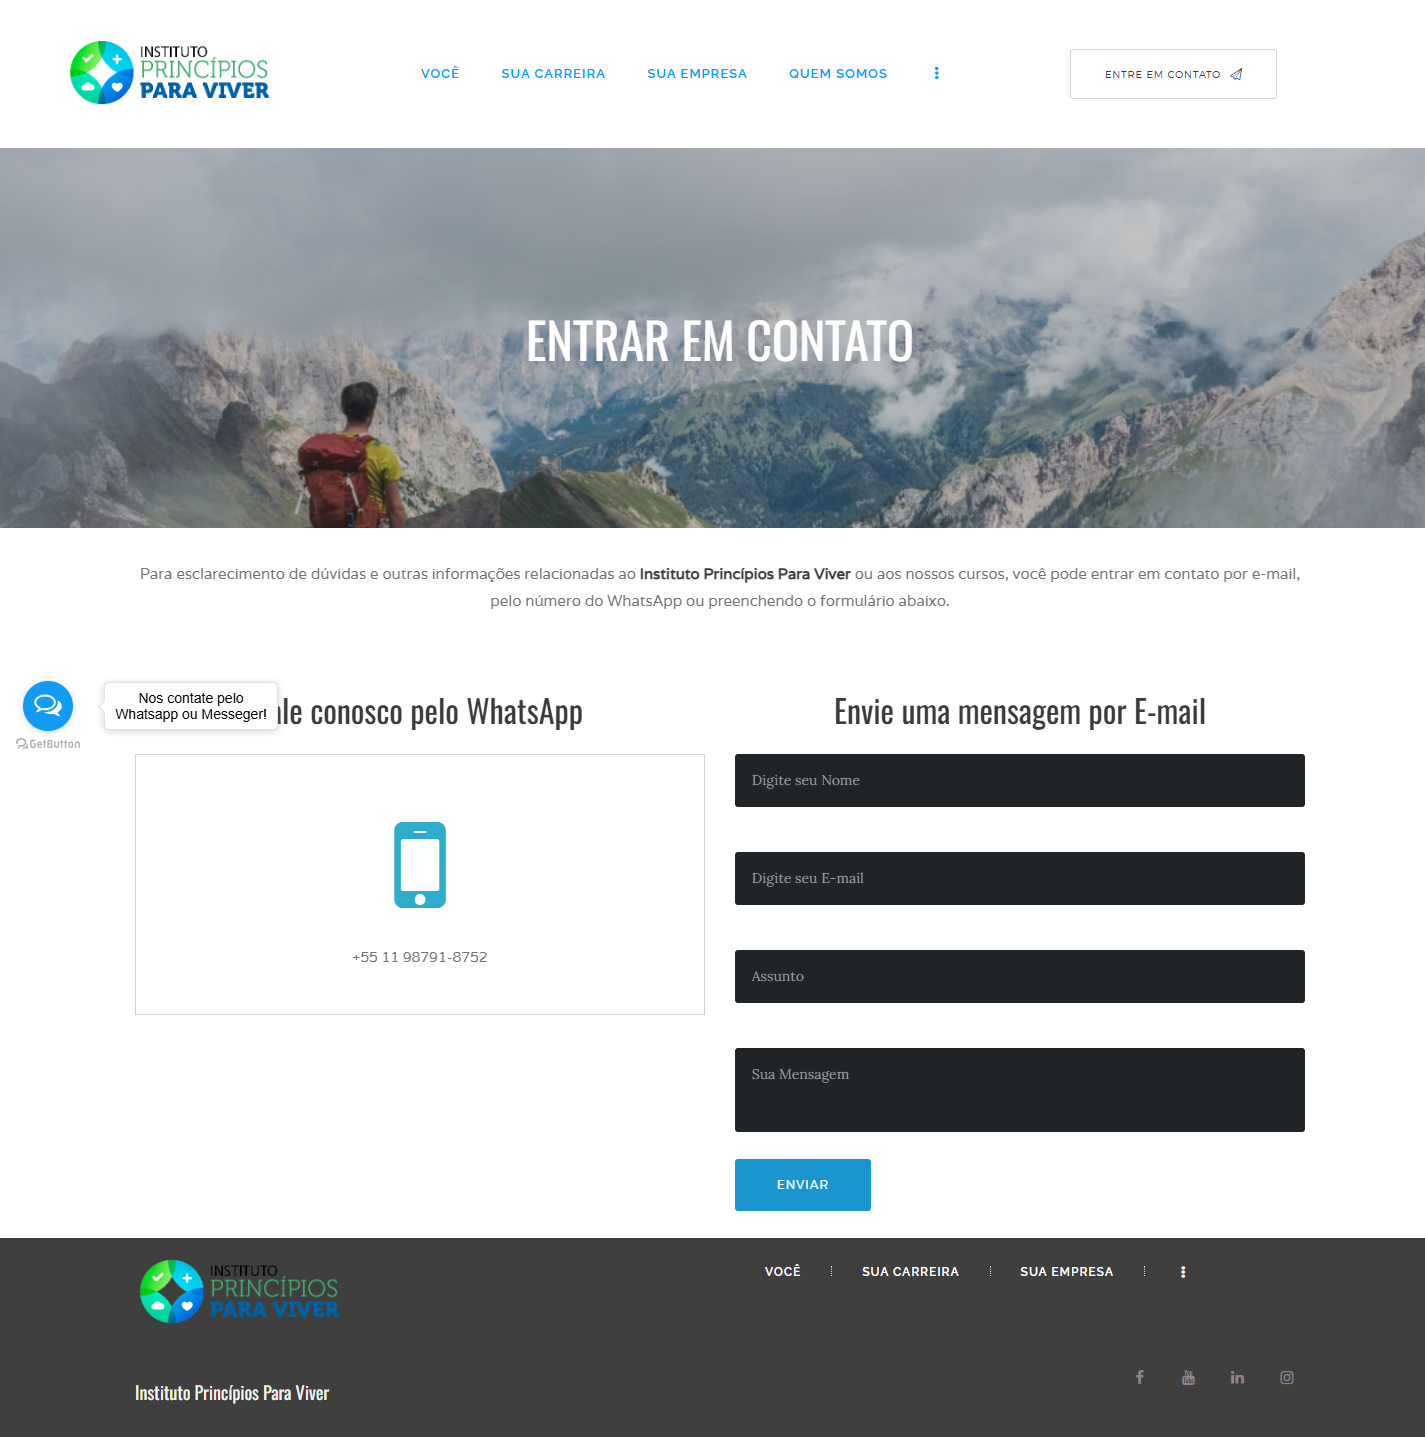 INSTITUTO
PRINCÍPIOS
PARA VIVER
VOCÊ
SUA CARREIRA
SUA EMPRESA
QUEM SOMOS
ENTRE EM CONTATO
ENTRAR EM CONTATO
Para esclarecimento de dúvidas e outras informações relacionadas ao Instituto Princípios Para Viver ou aos nossos cursos, você pode entrar em contato por e-mail,
pelo número do WhatsApp ou preenchendo o formulário abaixo.
Nos contate pelo
Whatsapp ou Messeger!
GetButton
ale conosco pelo WhatsApp
+55 11 98791-8752
Envie uma mensagem por E-mail
Digite seu Nome
Digite seu E-mail
Assunto
Sua Mensagem
ENVIAR
INSTITUTO
PRINCÍPIOS
PARA VIVER
VOCÊ
SUA CARREIRA
SUA EMPRESA
Instituto Princípios Para Viver